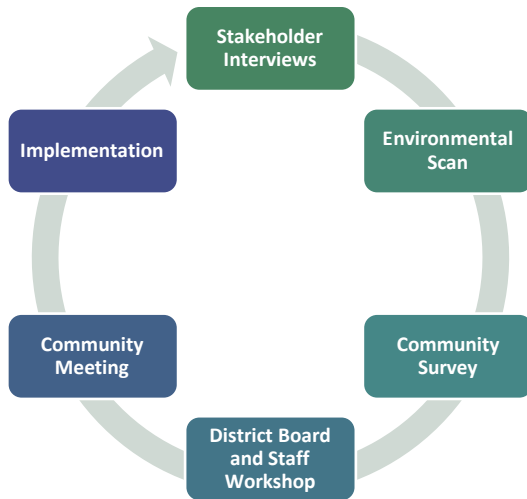 Stakeholder
Interviews
Environmental
Scan
Community
Survey
District Board
and Staff
Workshop
Community
Meeting
Implementation